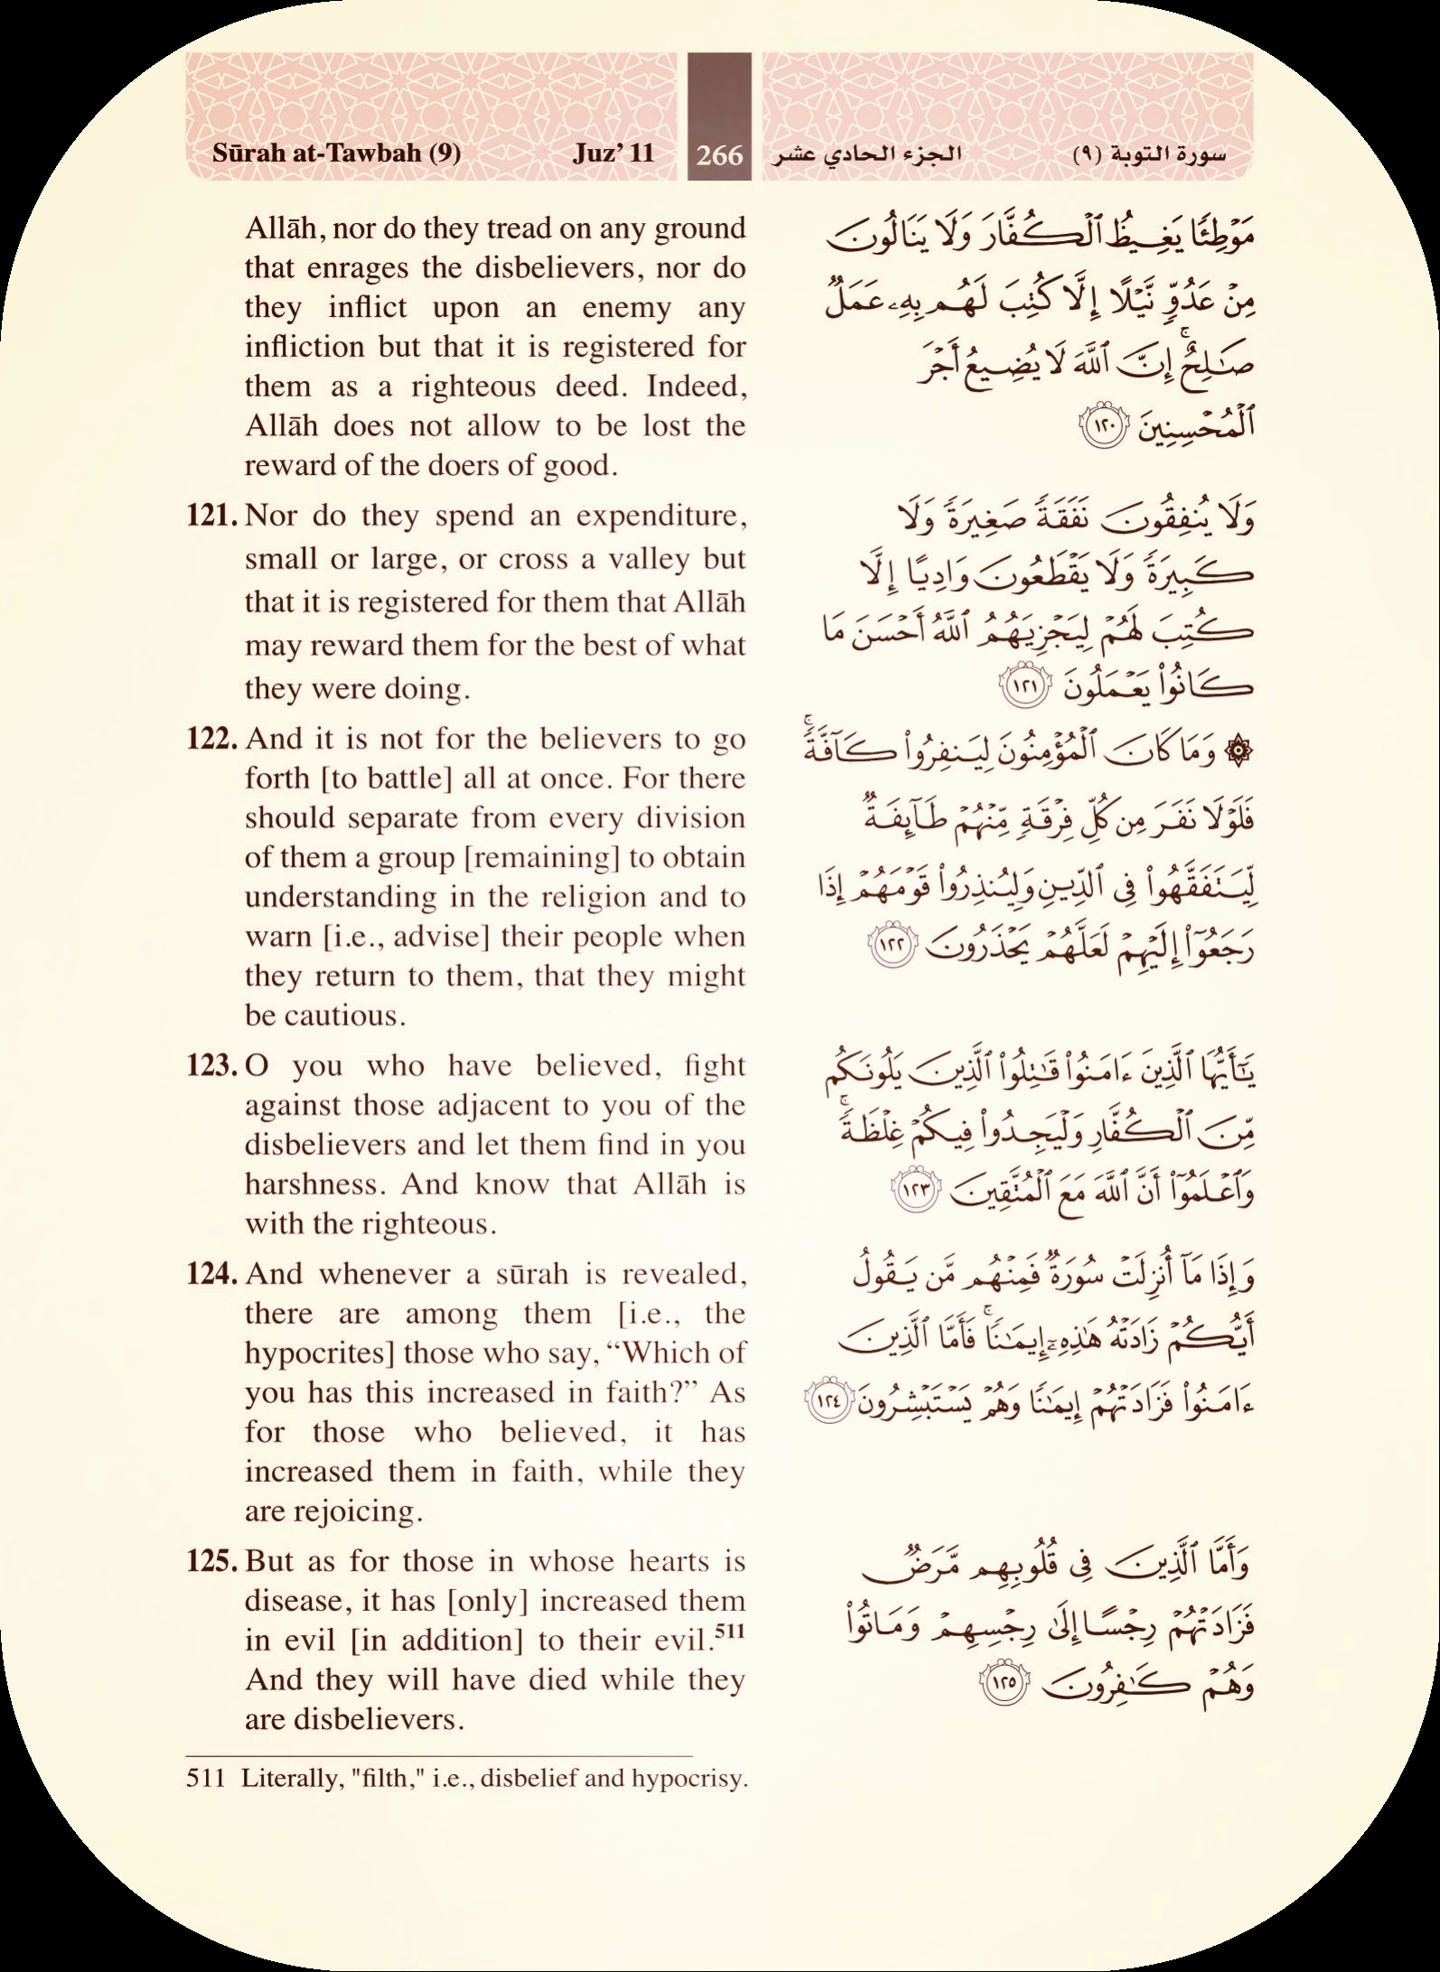 Sūrah at-Tawbah (9) Juz’ 11 266 الجزء الحادي عشر سورة التوبة (٩)
Allāh, nor do they tread on any ground
that enrages the disbelievers, nor do
they inflict upon an enemy any
infliction but that it is registered for
them as a righteous deed. Indeed,
Allāh does not allow to be lost the
reward of the doers of good.
121. Nor do they spend an expenditure,
small or large, or cross a valley but
that it is registered for them that Allāh
may reward them for the best of what
they were doing.
122. And it is not for the believers to go
forth [to battle] all at once. For there
should separate from every division
of them a group [remaining] to obtain
understanding in the religion and to
warn [i.e., advise] their people when
they return to them, that they might
be cautious.
123. O you who have believed, fight
against those adjacent to you of the
disbelievers and let them find in you
harshness. And know that Allāh is
with the righteous.
124. And whenever a sūrah is revealed,
there are among them [i.e., the
hypocrites] those who say, “Which of
you has this increased in faith?” As
for those who believed, it has
increased them in faith, while they
are rejoicing.
125. But as for those in whose hearts is
disease, it has [only] increased them
in evil [in addition] to their evil.511
And they will have died while they
are disbelievers.
مَوْطِئًا يَغِيظُ ٱلْكُفَّارَ وَلَا يَنَالُونَ
مِنْ عَدُوٍّ نَّيْلًا إِلَّا كُتِبَ لَهُم بِهِۦ عَمَلٌ
صَـٰلِحٌ ۚ إِنَّ ٱللَّهَ لَا يُضِيعُ أَجْرَ
ٱلْمُحْسِنِينَ ١٢٠
وَلَا يُنفِقُونَ نَفَقَةً صَغِيرَةً وَلَا
كَبِيرَةً وَلَا يَقْطَعُونَ وَادِيًا إِلَّا
كُتِبَ لَهُمْ لِيَجْزِيَهُمُ ٱللَّهُ أَحْسَنَ مَا
كَانُوا۟ يَعْمَلُونَ ١٢١
۞ وَمَا كَانَ ٱلْمُؤْمِنُونَ لِيَنفِرُوا۟ كَآفَّةً ۚ
فَلَوْلَا نَفَرَ مِن كُلِّ فِرْقَةٍ مِّنْهُمْ طَآئِفَةٌ
لِّيَتَفَقَّهُوا۟ فِى ٱلدِّينِ وَلِيُنذِرُوا۟ قَوْمَهُمْ إِذَا
رَجَعُوٓا۟ إِلَيْهِمْ لَعَلَّهُمْ يَحْذَرُونَ ١٢٢
يَـٰٓأَيُّهَا ٱلَّذِينَ ءَامَنُوا۟ قَـٰتِلُوا۟ ٱلَّذِينَ يَلُونَكُم
مِّنَ ٱلْكُفَّارِ وَلْيَجِدُوا۟ فِيكُمْ غِلْظَةً ۚ
وَٱعْلَمُوٓا۟ أَنَّ ٱللَّهَ مَعَ ٱلْمُتَّقِينَ ١٢٣
وَإِذَا مَآ أُنزِلَتْ سُورَةٌ فَمِنْهُم مَّن يَقُولُ
أَيُّكُمْ زَادَتْهُ هَـٰذِهِۦٓ إِيمَـٰنًا ۚ فَأَمَّا ٱلَّذِينَ
ءَامَنُوا۟ فَزَادَتْهُمْ إِيمَـٰنًا وَهُمْ يَسْتَبْشِرُونَ ١٢٤
وَأَمَّا ٱلَّذِينَ فِى قُلُوبِهِم مَّرَضٌ
فَزَادَتْهُمْ رِجْسًا إِلَىٰ رِجْسِهِمْ وَمَاتُوا۟
وَهُمْ كَـٰفِرُونَ ١٢٥
511 Literally, "filth," i.e., disbelief and hypocrisy.